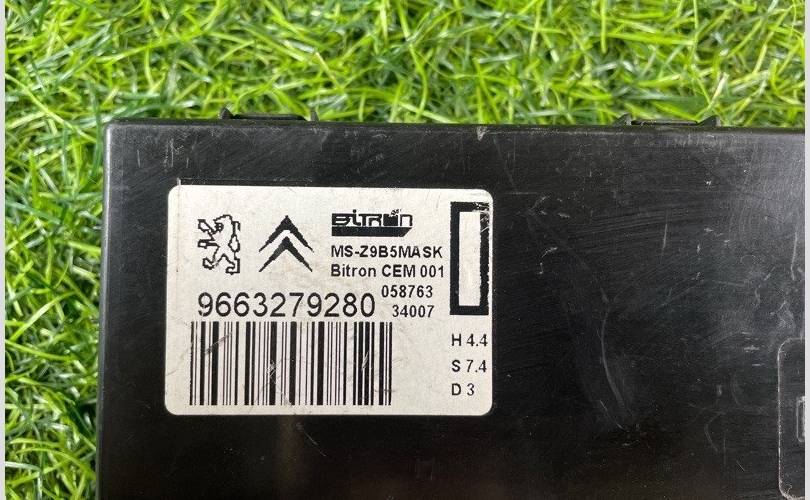 BITRON
MS-Z9B5MASK
Bitron CEM 001
058763
9663279280
34007
H 4.4
S 7.4
D 3